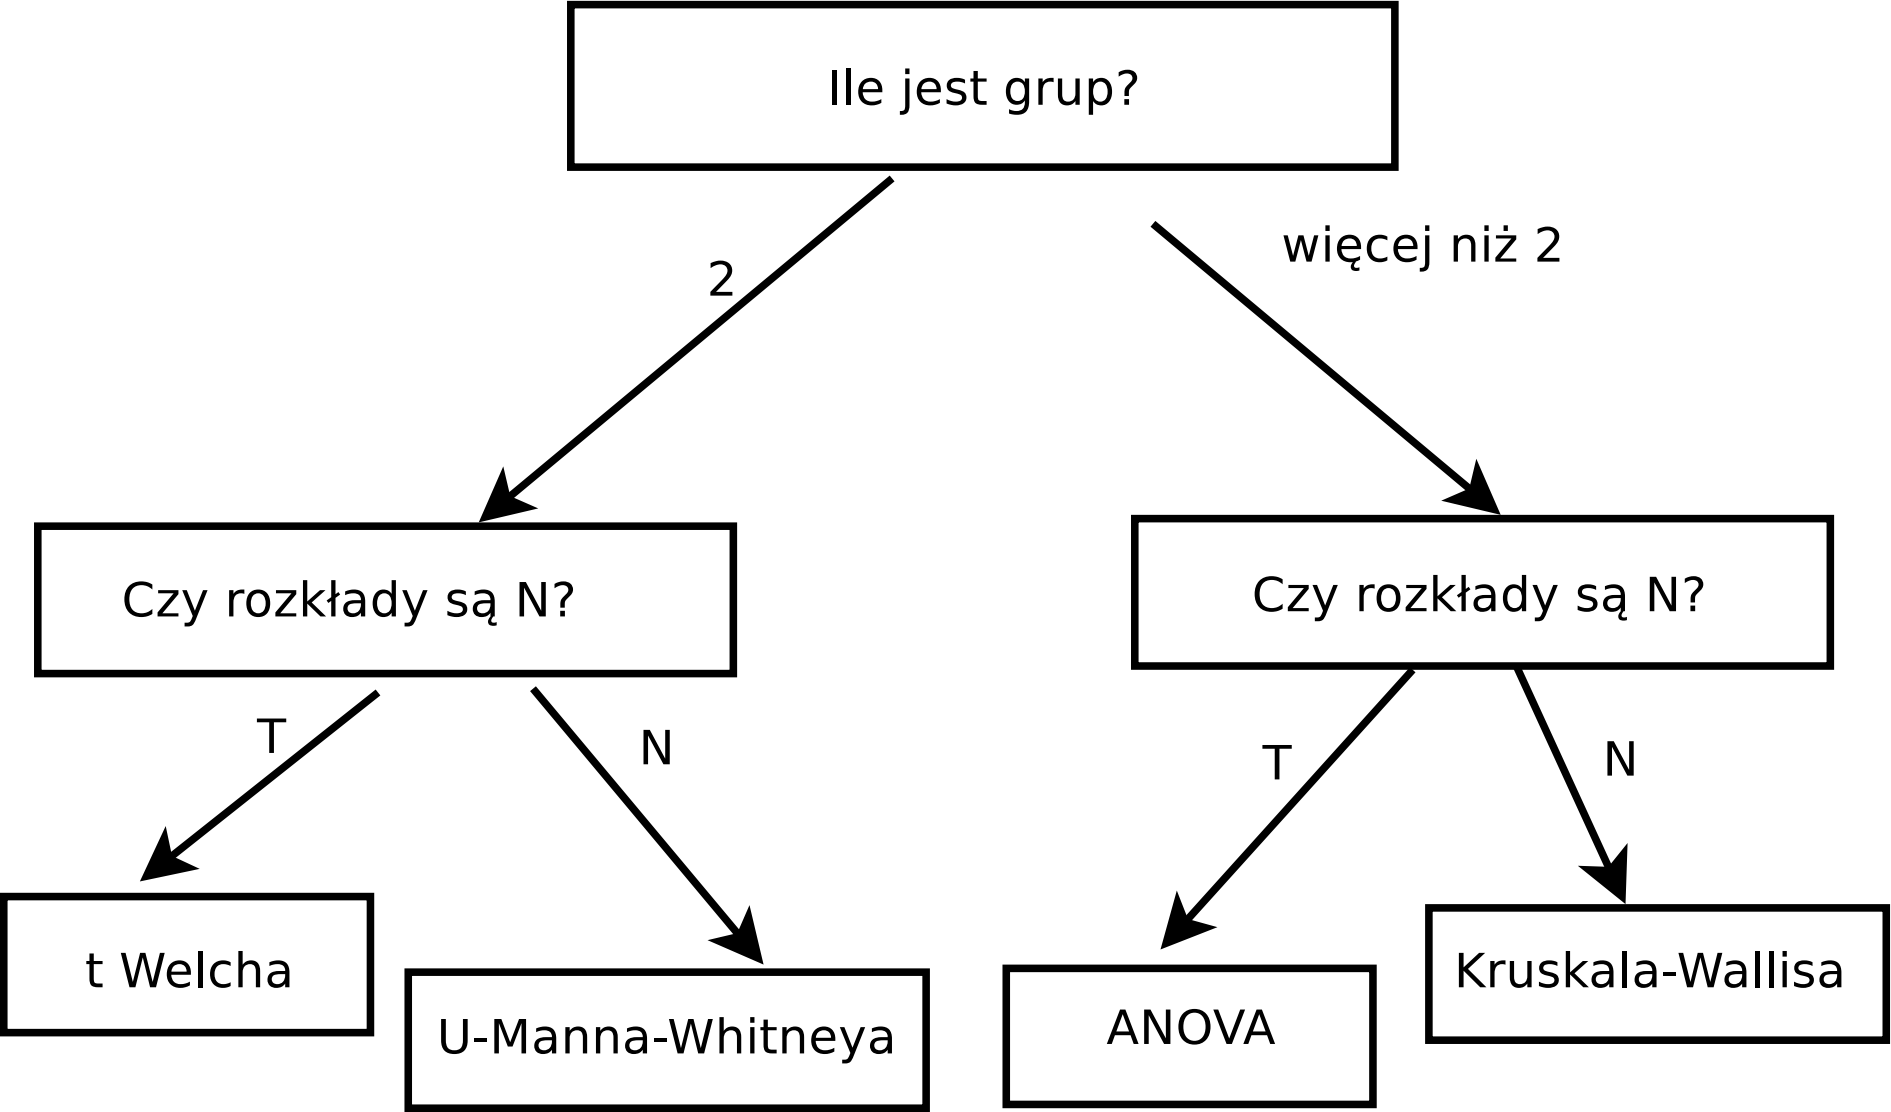 Ile jest grup?
2
więcej niż 2
Czy rozkłady są N?
Czy rozkłady są N?
T
N
T
N
t Welcha
U-Manna-Whitneya
ANOVA
Kruskala-Wallisa